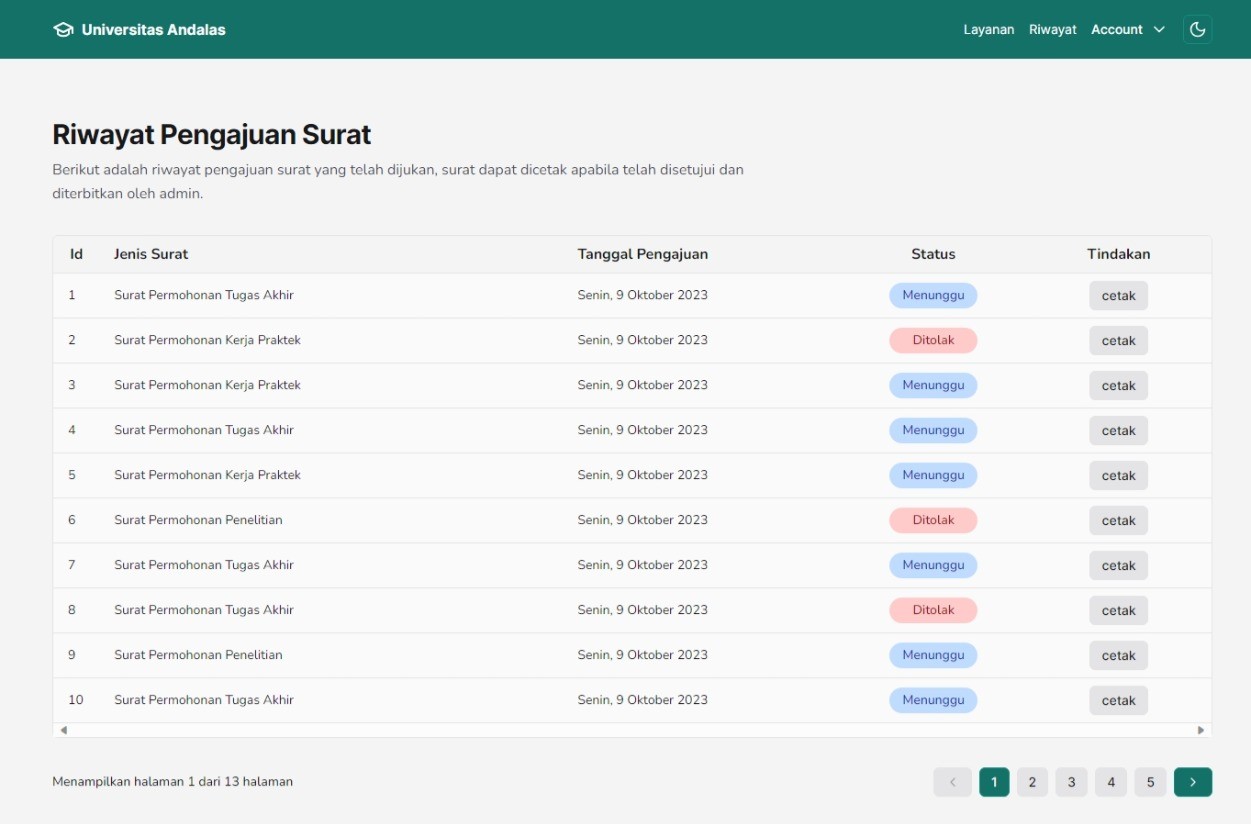 Universitas Andalas
Layanan Riwayat Account
Riwayat Pengajuan Surat
Berikut adalah riwayat pengajuan surat yang telah dijukan, surat dapat dicetak apabila telah disetujui dan
diterbitkan oleh admin.
Id Jenis Surat Tanggal Pengajuan Status Tindakan
1 Surat Permohonan Tugas Akhir Senin, 9 Oktober 2023 Menunggu cetak
2 Surat Permohonan Kerja Praktek Senin, 9 Oktober 2023 Ditolak cetak
3 Surat Permohonan Kerja Praktek Senin, 9 Oktober 2023 Menunggu cetak
4 Surat Permohonan Tugas Akhir Senin, 9 Oktober 2023 Menunggu cetak
5 Surat Permohonan Kerja Praktek Senin, 9 Oktober 2023 Menunggu cetak
6 Surat Permohonan Penelitian Senin, 9 Oktober 2023 Ditolak cetak
7 Surat Permohonan Tugas Akhir Senin, 9 Oktober 2023 Menunggu cetak
8 Surat Permohonan Tugas Akhir Senin, 9 Oktober 2023 Ditolak cetak
9 Surat Permohonan Penelitian Senin, 9 Oktober 2023 Menunggu cetak
10 Surat Permohonan Tugas Akhir Senin, 9 Oktober 2023 Menunggu cetak
Menampilkan halaman 1 dari 13 halaman
1 2 3 4 5